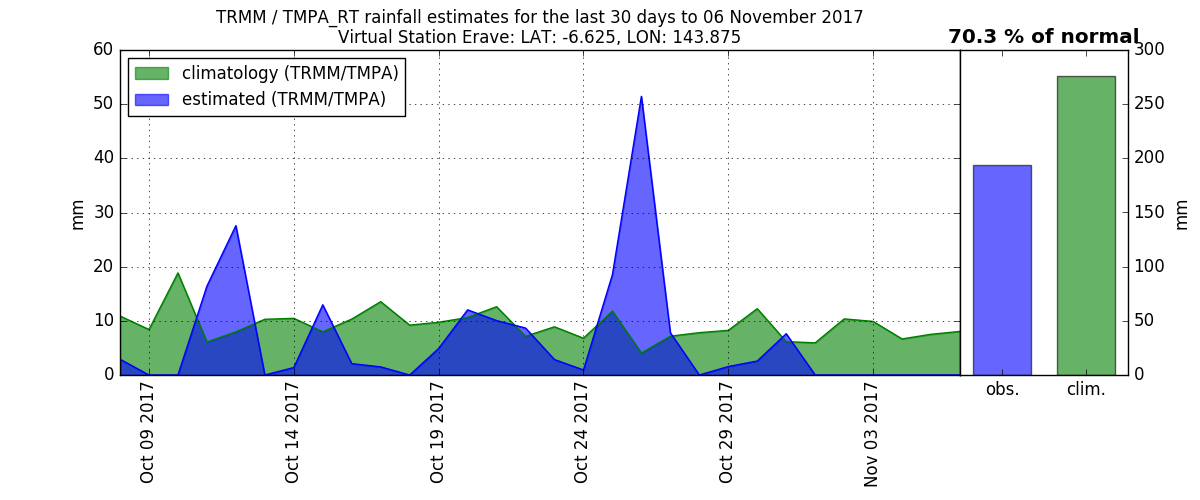 TRMM / TMPA_RT rainfall estimates for the last 30 days to 06 November 2017
Virtual Station Erave: LAT: -6.625, LON: 143.875
70.3 % of normal
climatology (TRMM/TMPA)
estimated (TRMM/TMPA)
60
50
40
30
20
10
0
mm
Oct 09 2017
Oct 14 2017
Oct 19 2017
Oct 24 2017
Oct 29 2017
Nov 03 2017
300
250
200
150
100
50
0
mm
obs.
clim.